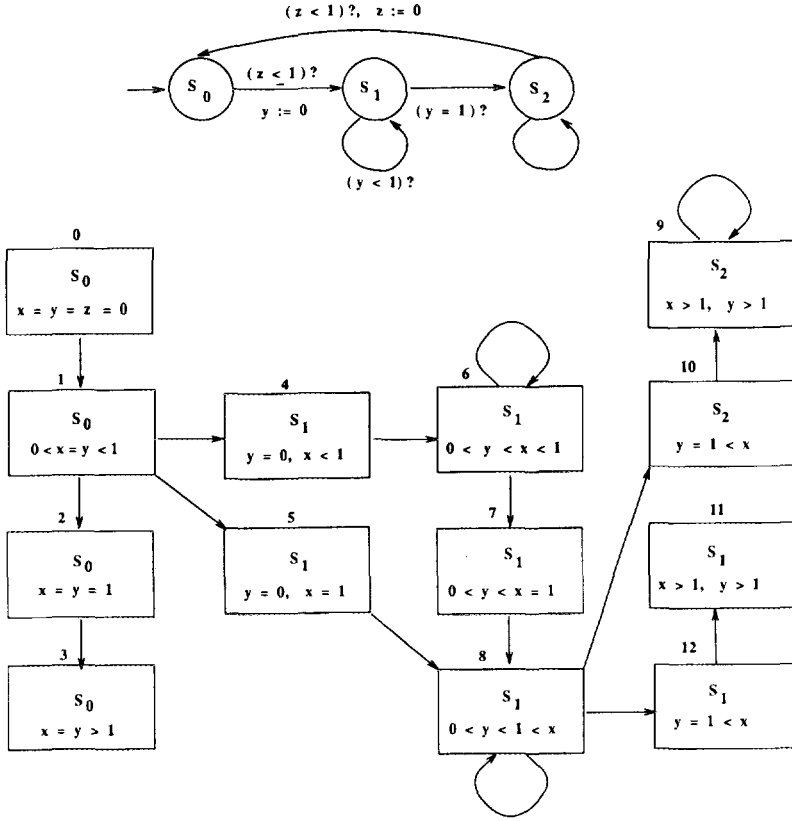 (z < 1)?, z := 0
S0
(z ≤ 1)?
y := 0
S1
(y = 1)?
S2
(y < 1)?
0
S0
x = y = z = 0
1
S0
0 < x = y < 1
2
S0
x = y = 1
3
S0
x = y > 1
4
S1
y = 0, x < 1
5
S1
y = 0, x = 1
6
S1
0 < y < x < 1
7
S1
0 < y < x = 1
8
S1
0 < y < 1 < x
9
S2
x > 1, y > 1
10
S2
y = 1 < x
11
S1
x > 1, y > 1
12
S1
y = 1 < x